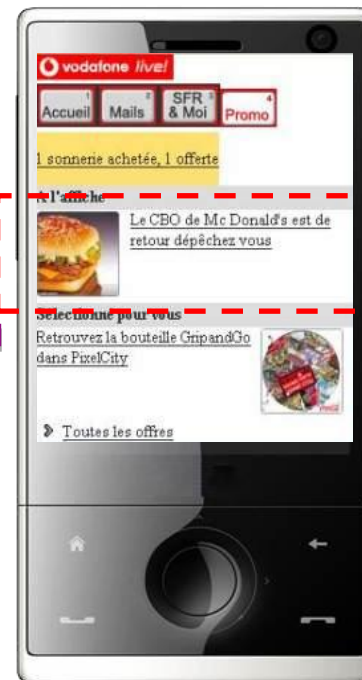 vodafone live!
1 2 3 4
Accueil Mails SFR & Moi Promo
1 sonnerie achetée, 1 offerte
A l'affiche
Le CBO de Mc Donald's est de
retour dépêchez vous
Sélectionné pour vous
Retrouvez la bouteille GripandGo
dans PixelCity
Toutes les offres